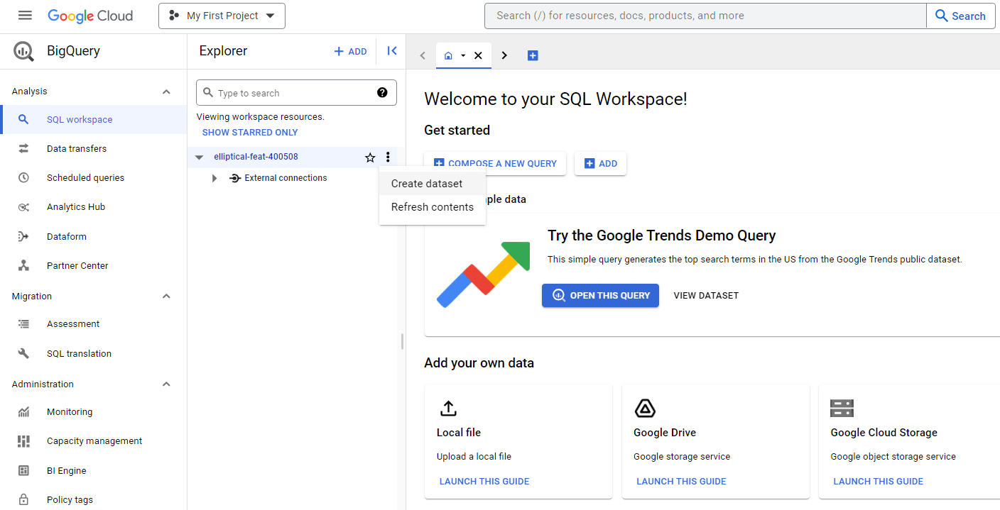 Google Cloud
My First Project
Search (/) for resources, docs, products, and more
Search
BigQuery
Analysis
SQL workspace
Data transfers
Scheduled queries
Analytics Hub
Dataform
Partner Center
Migration
Assessment
SQL translation
Administration
Monitoring
Capacity management
BI Engine
Policy tags
Explorer
ADD
Type to search
Viewing workspace resources.
SHOW STARRED ONLY
elliptical-feat-400508
External connections
Create dataset
Refresh contents
Welcome to your SQL Workspace!
Get started
COMPOSE A NEW QUERY
ADD
data
Try the Google Trends Demo Query
This simple query generates the top search terms in the US from the Google Trends public dataset.
OPEN THIS QUERY
VIEW DATASET
Add your own data
Local file
Upload a local file
LAUNCH THIS GUIDE
Google Drive
Google storage service
LAUNCH THIS GUIDE
Google Cloud Storage
Google object storage service
LAUNCH THIS GUIDE